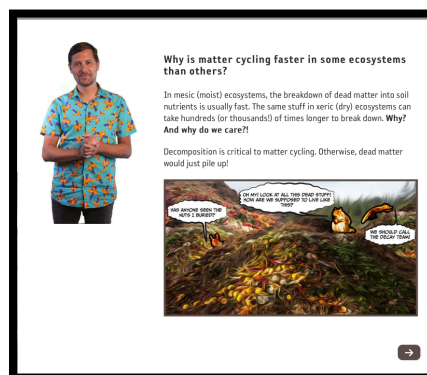 Why is matter cycling faster in some ecosystems
than others?
In mesic (moist) ecosystems, the breakdown of dead matter into soil
nutrients is usually fast. The same stuff in xeric (dry) ecosystems can
take hundreds (or thousands!) of times longer to break down. Why?
And why do we care?!
Decomposition is critical to matter cycling. Otherwise, dead matter
would just pile up!
HAS ANYONE SEEN THE
NUTS I BURIED?
OH MY! LOOK AT ALL THIS DEAD STUFF!
HOW ARE WE SUPPOSED TO LIVE LIKE
THIS?
WE SHOULD CALL
THE DECAY TEAM!